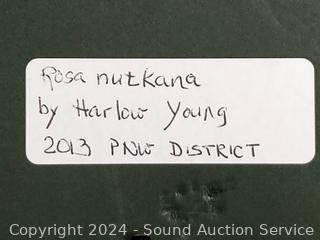 Rosa nutkana
by Harlow Young
2013 PNW DISTRICT
Copyright 2024 - Sound Auction Service